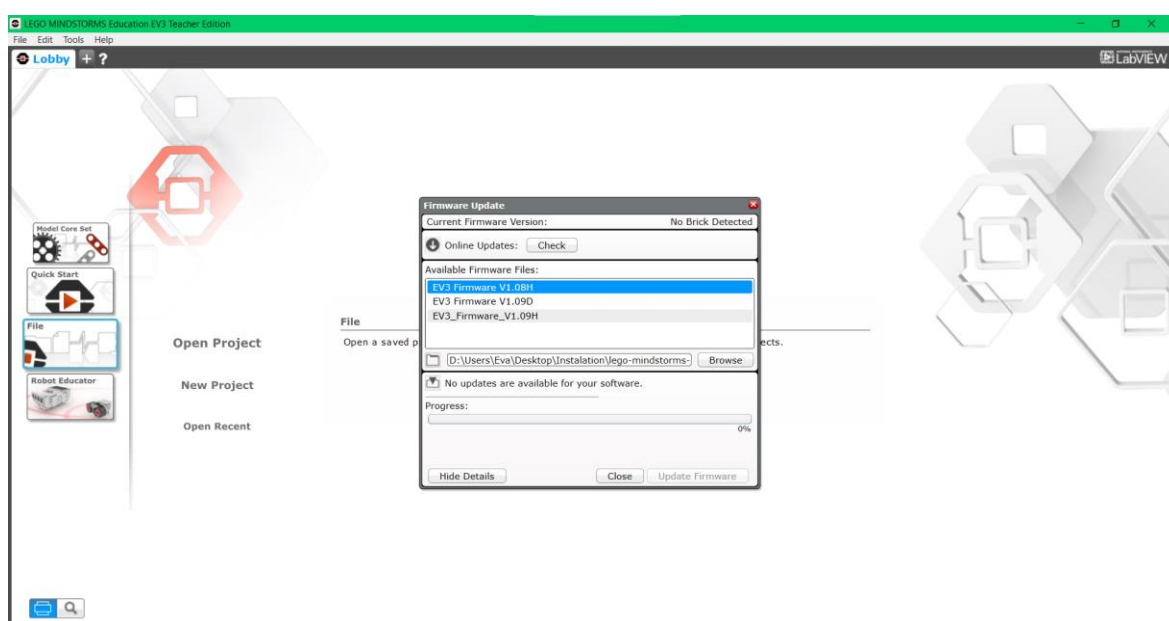 LEGO MINDSTORMS Education EV3 Teacher Edition
File Edit Tools Help
Lobby + ?
LabVIEW
Model Core Set
Quick Start
File
Robot Educator
Open Project
New Project
Open Recent
File
Open a saved p
ects.
Firmware Update
Current Firmware Version: No Brick Detected
Online Updates: Check
Available Firmware Files:
EV3 Firmware V1.08H
EV3 Firmware V1.09D
EV3_Firmware_V1.09H
D:\Users\Eva\Desktop\Instalation\lego-mindstorms- Browse
No updates are available for your software.
Progress:
0%
Hide Details Close Update Firmware